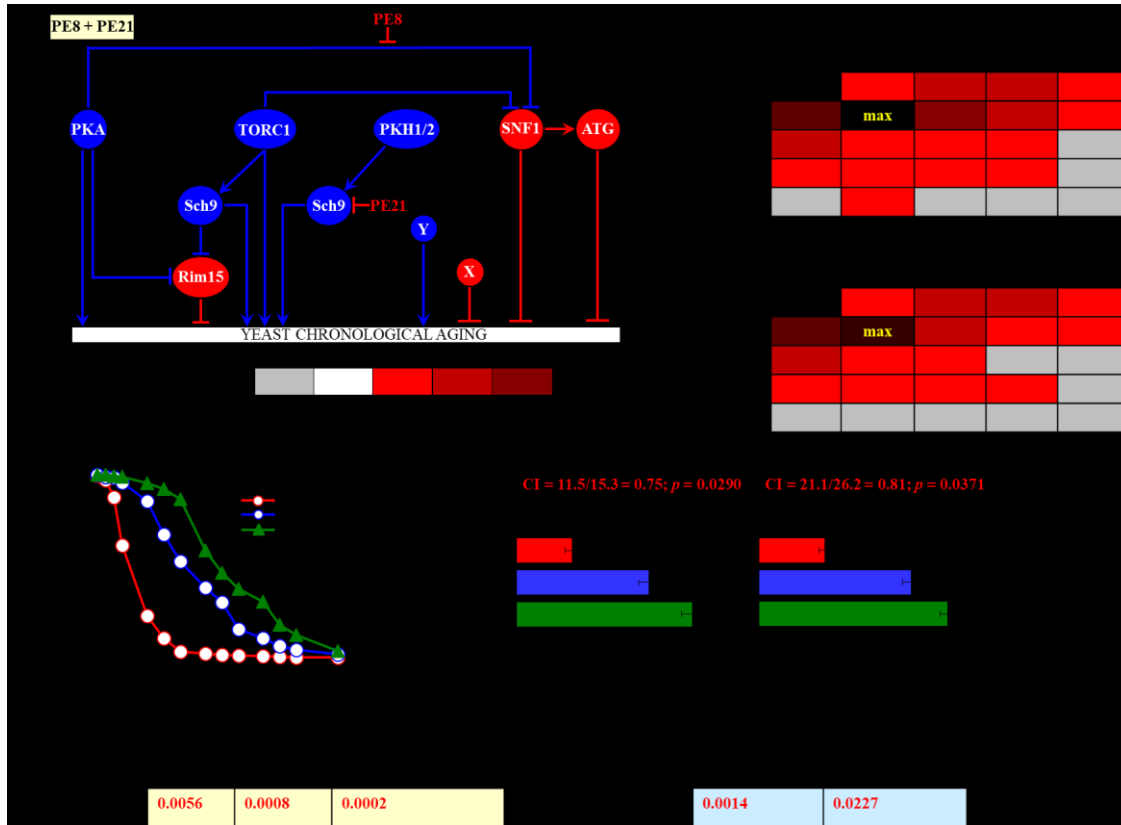 PE8 + PE21
PE8
PKA
TORC1
PKH1/2
SNF1
ATG
Sch9
Sch9
PE21
Y
Rim15
X
YEAST CHRONOLOGICAL AGING
max
max
CI = 11.5/15.3 = 0.75; p = 0.0290
CI = 21.1/26.2 = 0.81; p = 0.0371
0.0056
0.0008
0.0002
0.0014
0.0227